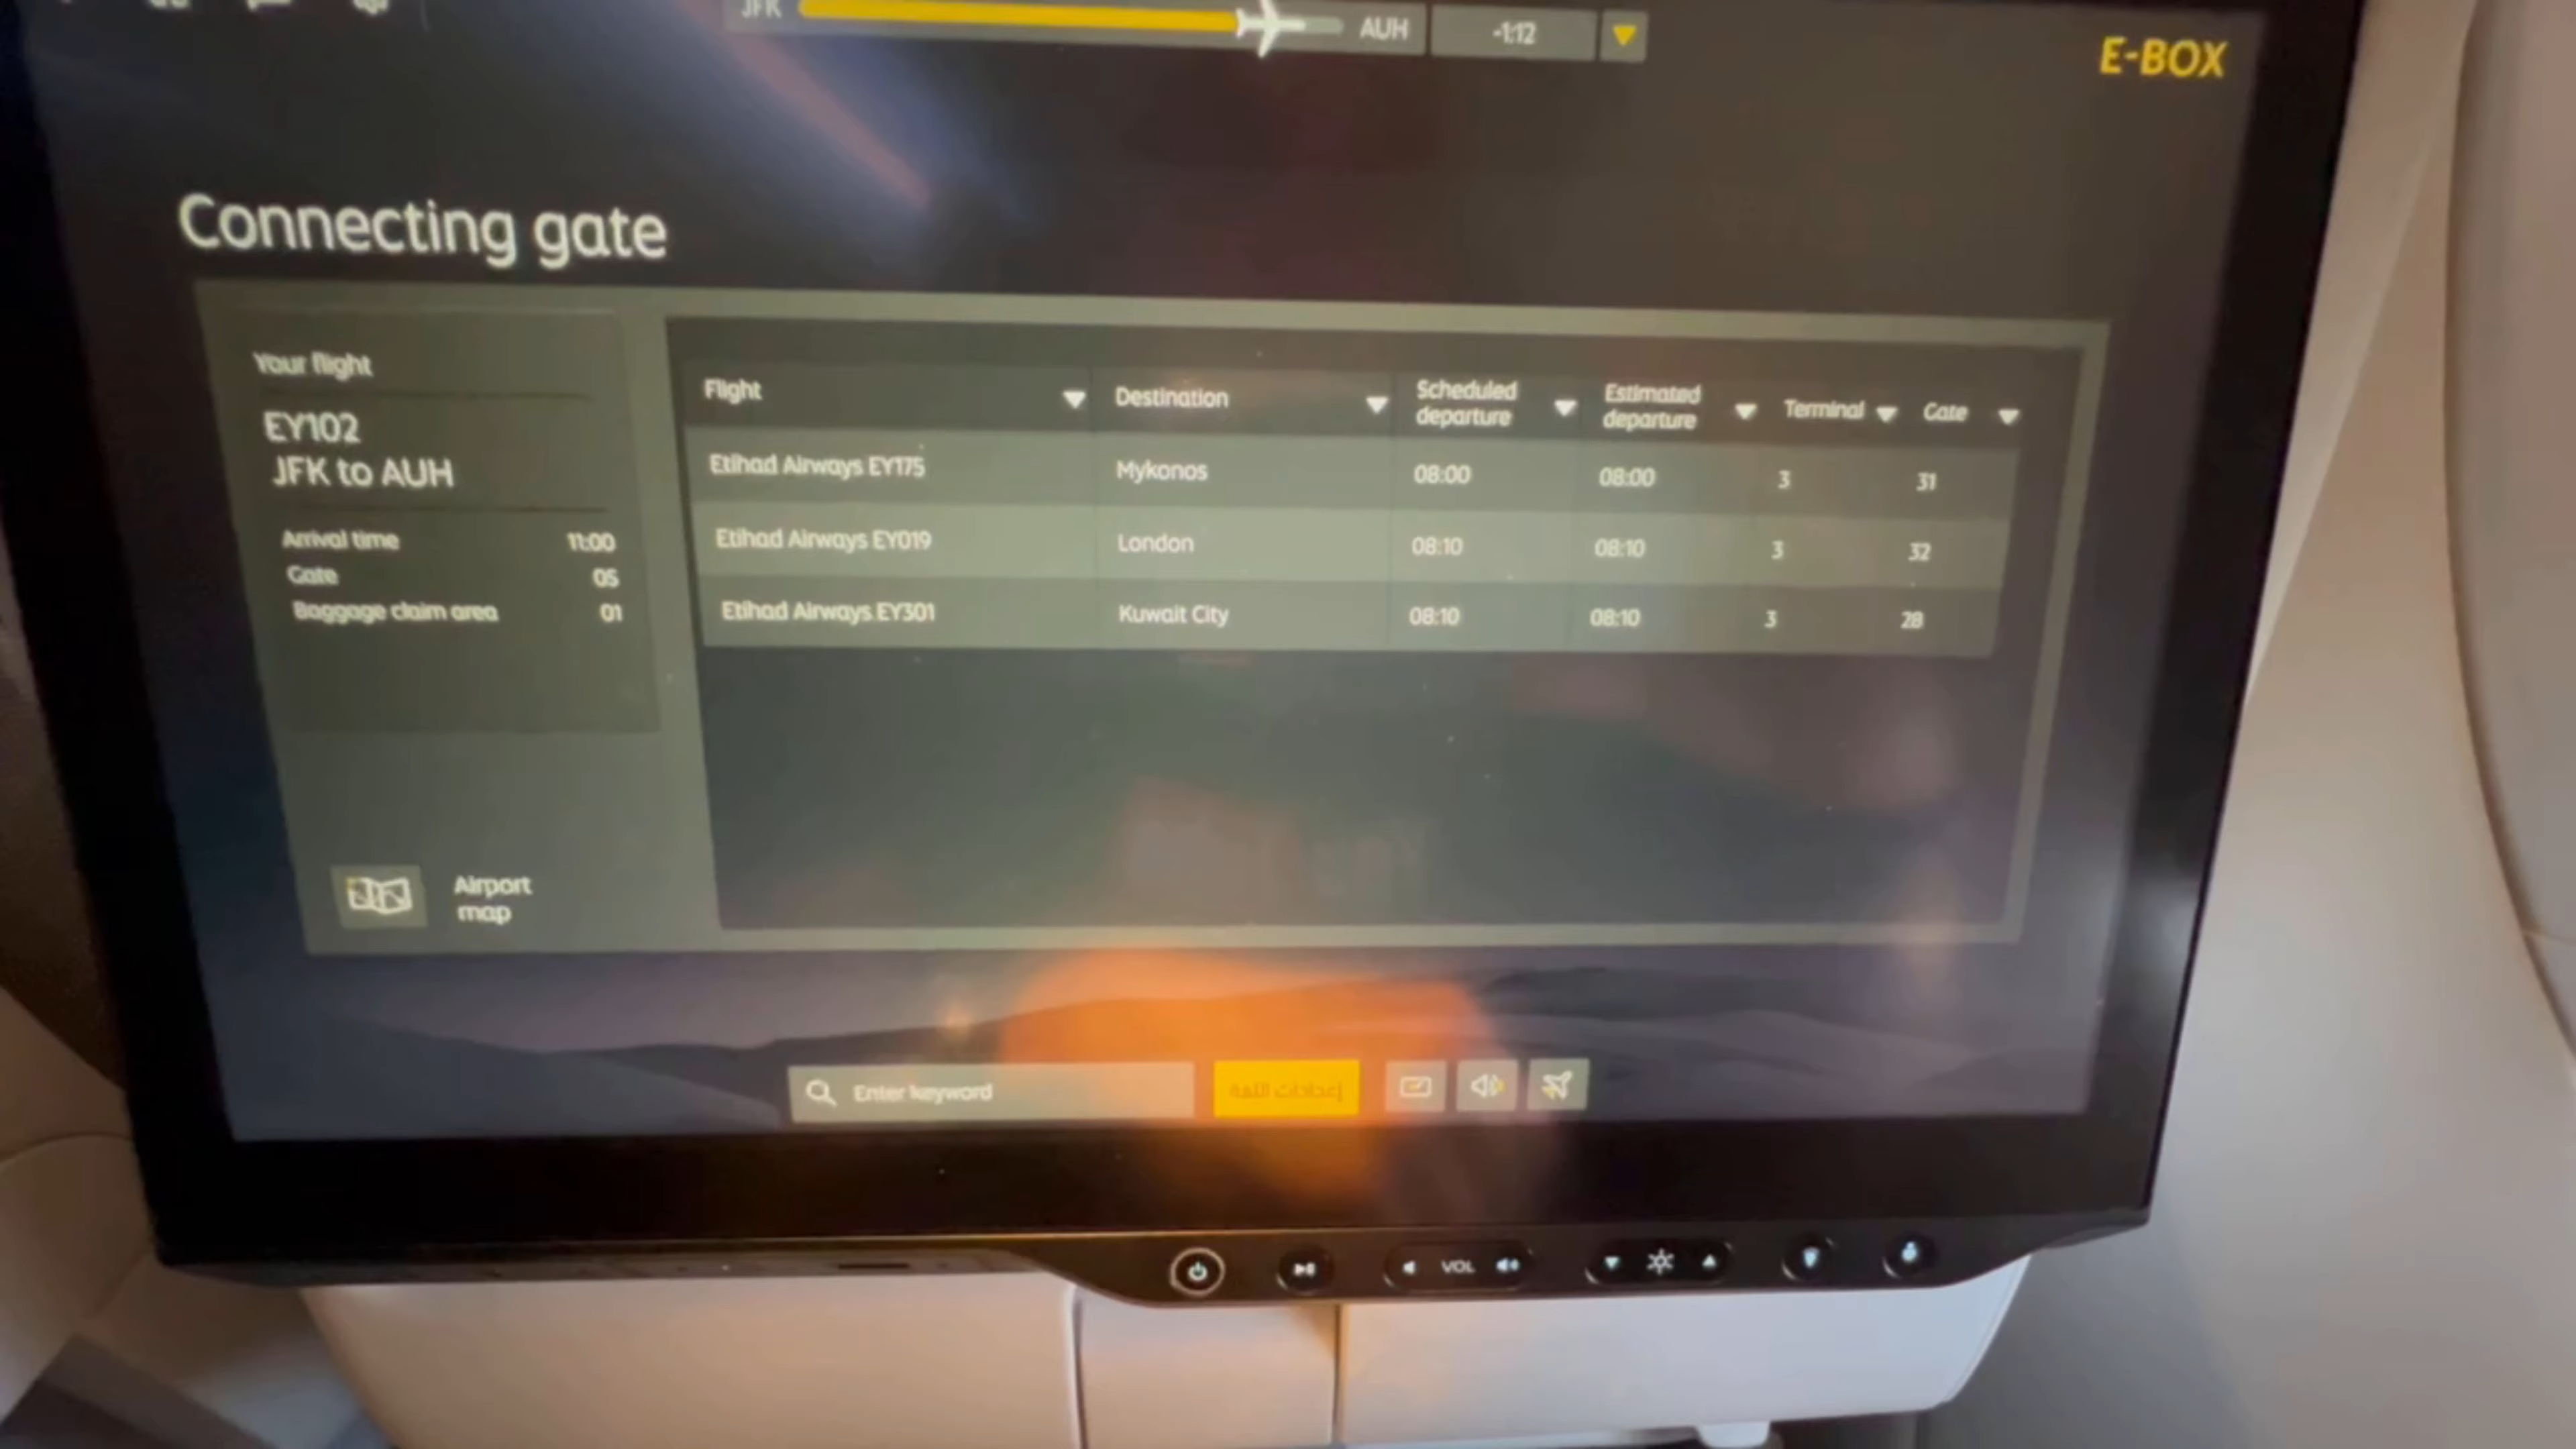 JFK AUH -1:12
E-BOX
Connecting gate
Your flight
EY102
JFK to AUH
Arrival time 11:00
Gate 05
Baggage claim area 01
Airport
map
Flight Destination Scheduled departure Estimated departure Terminal Gate
Etihad Airways EY175 Mykonos 08:00 08:00 3 31
Etihad Airways EY019 London 08:10 08:10 3 32
Etihad Airways EY301 Kuwait City 08:10 08:10 3 28
Enter keyword إعدادات اللغة
VOL